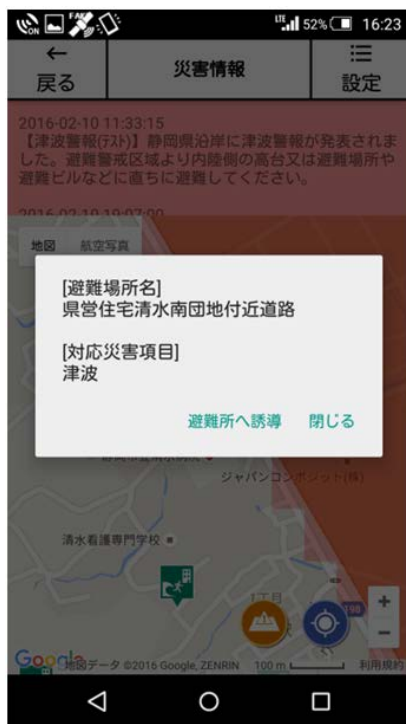 LTE 52% 16:23
← 戻る
災害情報
設定
2016-02-10 11:33:15
【津波警報(テスト)】静岡県沿岸に津波警報が発表されま
した。避難警戒区域より内陸側の高台又は避難場所や
避難ビルなどに直ちに避難してください。
地図 航空写真
[避難場所名]
県営住宅清水南団地付近道路
[対応災害項目]
津波
避難所へ誘導 閉じる
ジャパンコンポジット(株)
清水看護専門学校
1丁目
198
+
−
Google
地図データ ©2016 Google, ZENRIN 100 m 利用規約